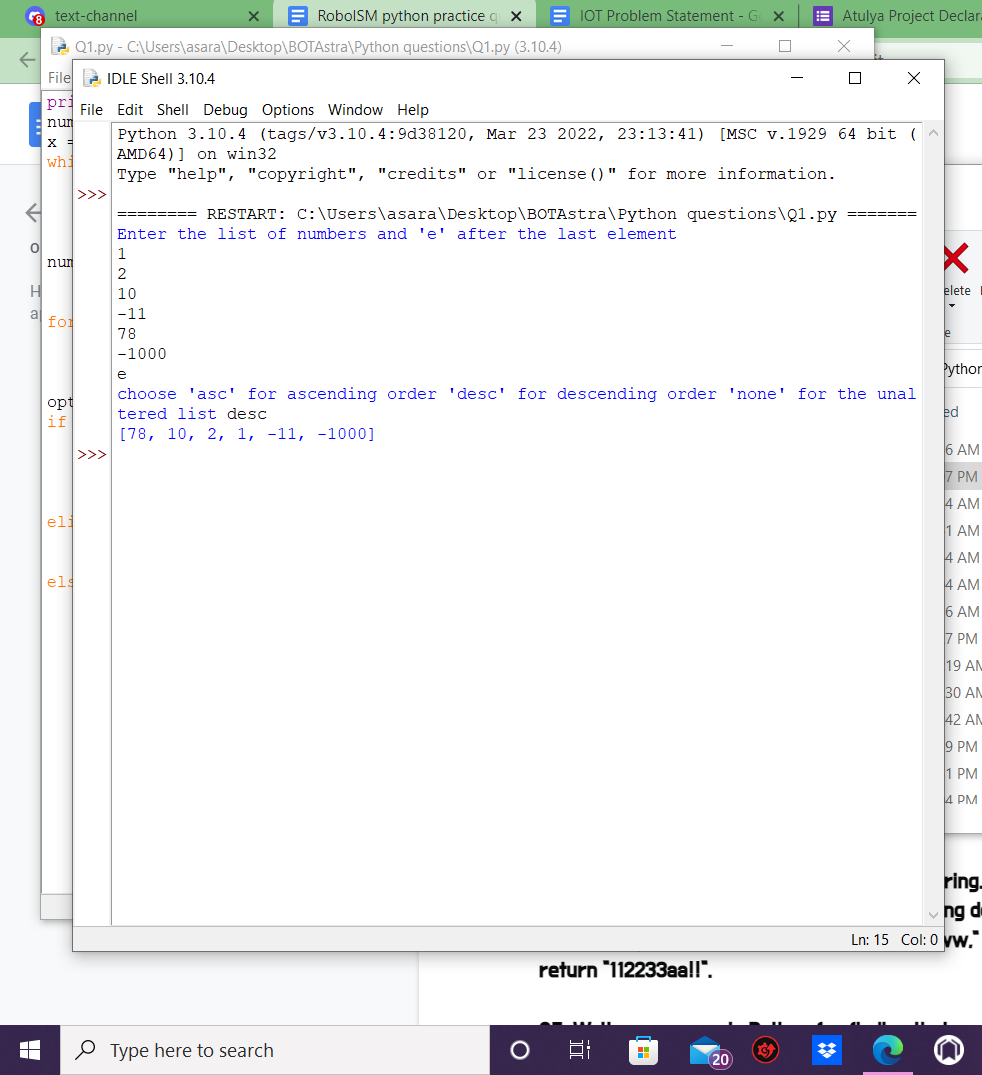 text-channel
RoboISM python practice q
IOT Problem Statement - G
Atulya Project Declar
Q1.py - C:\Users\asara\Desktop\BOTAstra\Python questions\Q1.py (3.10.4)
File
IDLE Shell 3.10.4
File Edit Shell Debug Options Window Help
Python 3.10.4 (tags/v3.10.4:9d38120, Mar 23 2022, 23:13:41) [MSC v.1929 64 bit (
AMD64)] on win32
Type "help", "copyright", "credits" or "license()" for more information.
>>>
======== RESTART: C:\Users\asara\Desktop\BOTAstra\Python questions\Q1.py =======
Enter the list of numbers and 'e' after the last element
1
2
10
-11
78
-1000
e
choose 'asc' for ascending order 'desc' for descending order 'none' for the unal
tered list desc
[78, 10, 2, 1, -11, -1000]
>>>
pri
num
x =
whi
num
for
opt
if
eli
els
elete
Python
ed
6 AM
7 PM
4 AM
1 AM
4 AM
4 AM
6 AM
7 PM
19 AM
30 AM
42 AM
9 PM
1 PM
4 PM
Ln: 15 Col: 0
ring.
ng d
vw,"
return "112233aa!!".
Type here to search
20